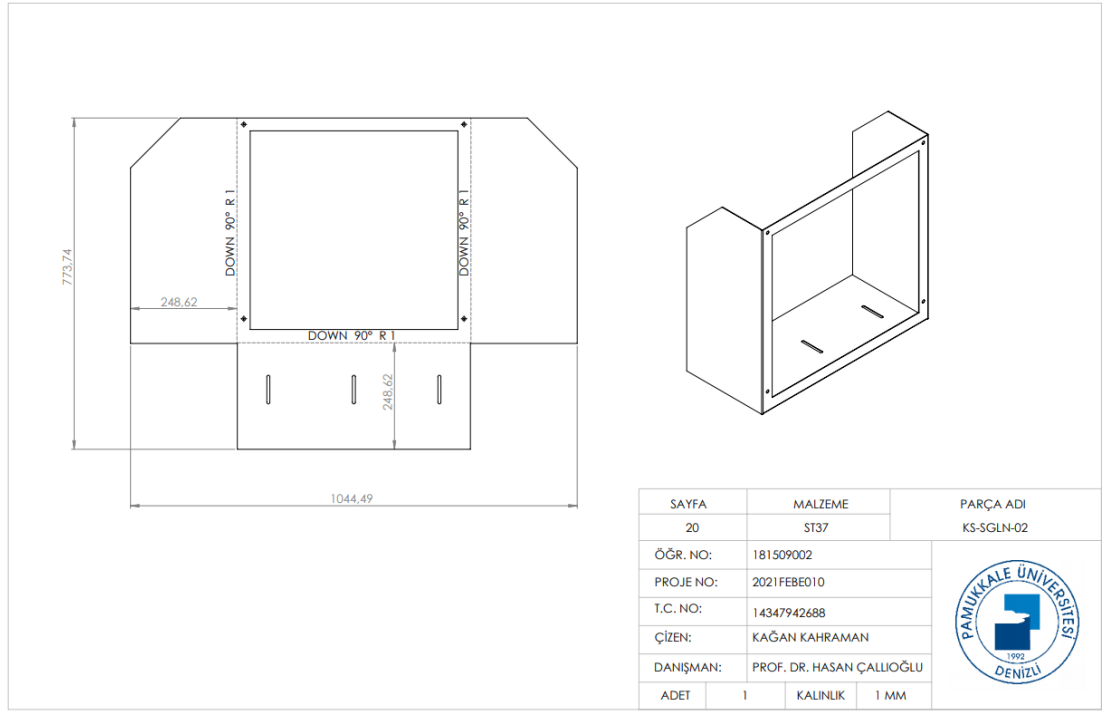 773,74
DOWN 90° R 1
DOWN 90° R 1
248,62
DOWN 90° R 1
248,62
1044,49
SAYFA MALZEME PARÇA ADI
20 ST37 KS-SGLN-02
ÖĞR. NO: 181509002
PROJE NO: 2021FEBE010
T.C. NO: 14347942688
ÇİZEN: KAĞAN KAHRAMAN
DANIŞMAN: PROF. DR. HASAN ÇALLIOĞLU
ADET 1 KALINLIK 1 MM
PAMUKKALE ÜNİVERSİTESİ
1992
DENİZLİ